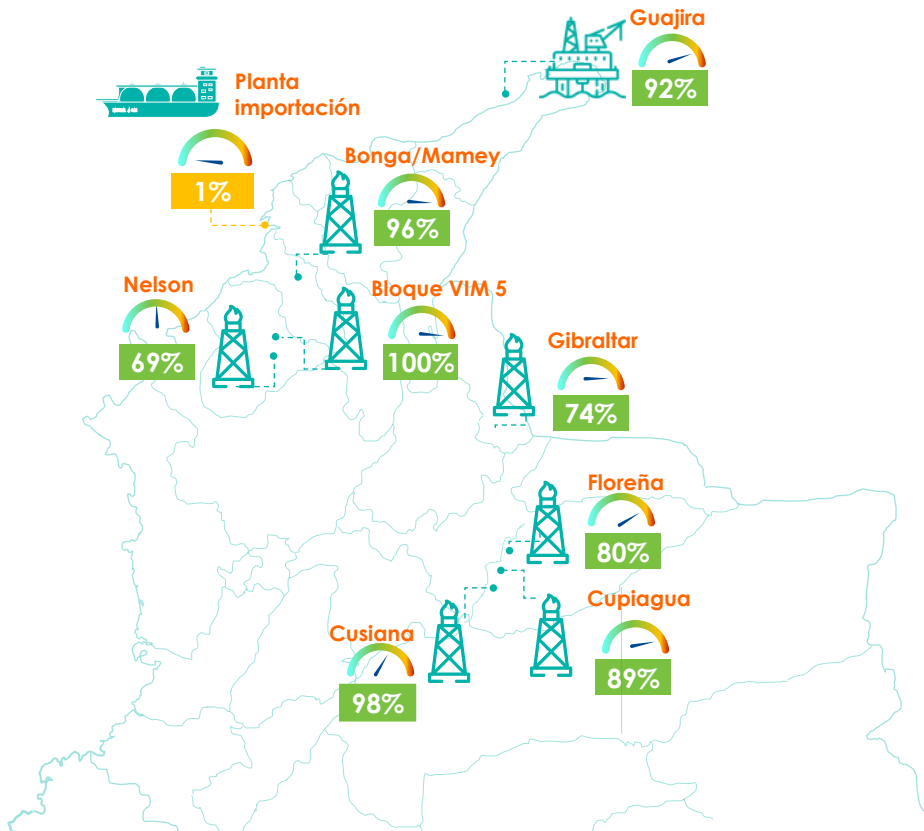 Guajira
92%
Planta
importación
1%
Bonga/Mamey
96%
Nelson
69%
Bloque VIM 5
100%
Gibraltar
74%
Floreña
80%
Cupiagua
89%
Cusiana
98%